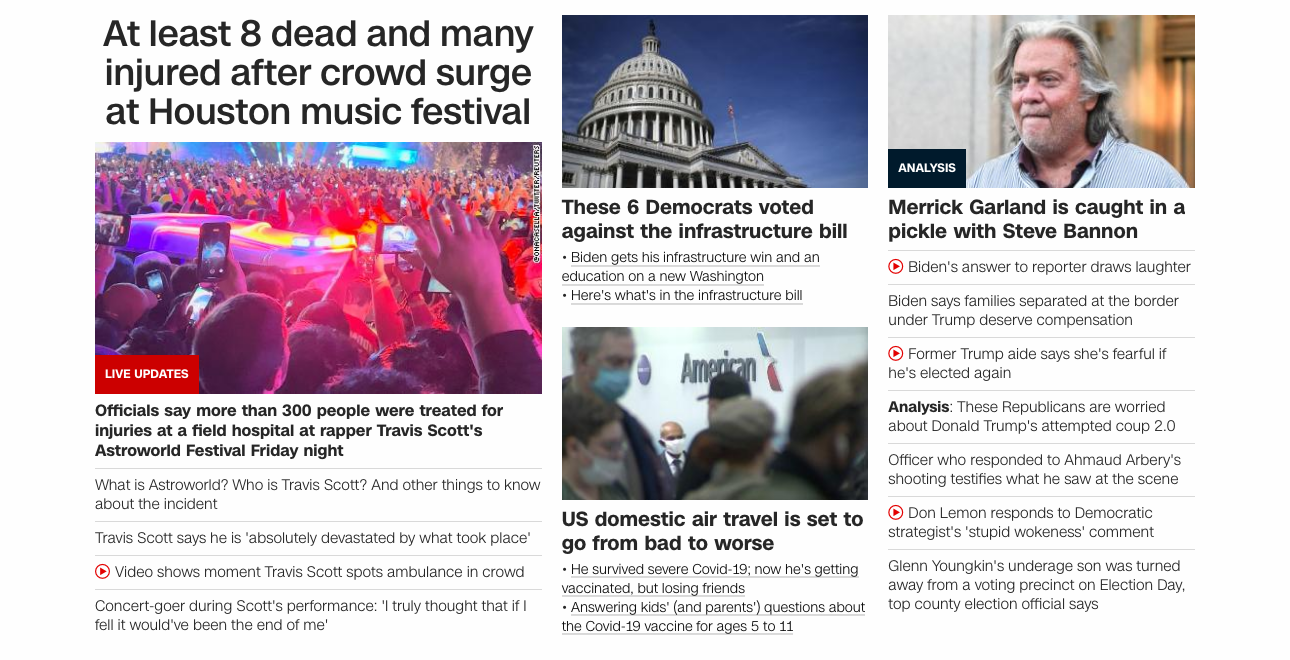 At least 8 dead and many
injured after crowd surge
at Houston music festival
©ONACASELLA/TWITTER/REUTERS
LIVE UPDATES
Officials say more than 300 people were treated for
injuries at a field hospital at rapper Travis Scott's
Astroworld Festival Friday night
What is Astroworld? Who is Travis Scott? And other things to know
about the incident
Travis Scott says he is 'absolutely devastated by what took place'
Video shows moment Travis Scott spots ambulance in crowd
Concert-goer during Scott's performance: 'I truly thought that if I
fell it would've been the end of me'
These 6 Democrats voted
against the infrastructure bill
• Biden gets his infrastructure win and an
education on a new Washington
• Here's what's in the infrastructure bill
American
US domestic air travel is set to
go from bad to worse
• He survived severe Covid-19; now he's getting
vaccinated, but losing friends
• Answering kids' (and parents') questions about
the Covid-19 vaccine for ages 5 to 11
ANALYSIS
Merrick Garland is caught in a
pickle with Steve Bannon
Biden's answer to reporter draws laughter
Biden says families separated at the border
under Trump deserve compensation
Former Trump aide says she's fearful if
he's elected again
Analysis: These Republicans are worried
about Donald Trump's attempted coup 2.0
Officer who responded to Ahmaud Arbery's
shooting testifies what he saw at the scene
Don Lemon responds to Democratic
strategist's 'stupid wokeness' comment
Glenn Youngkin's underage son was turned
away from a voting precinct on Election Day,
top county election official says